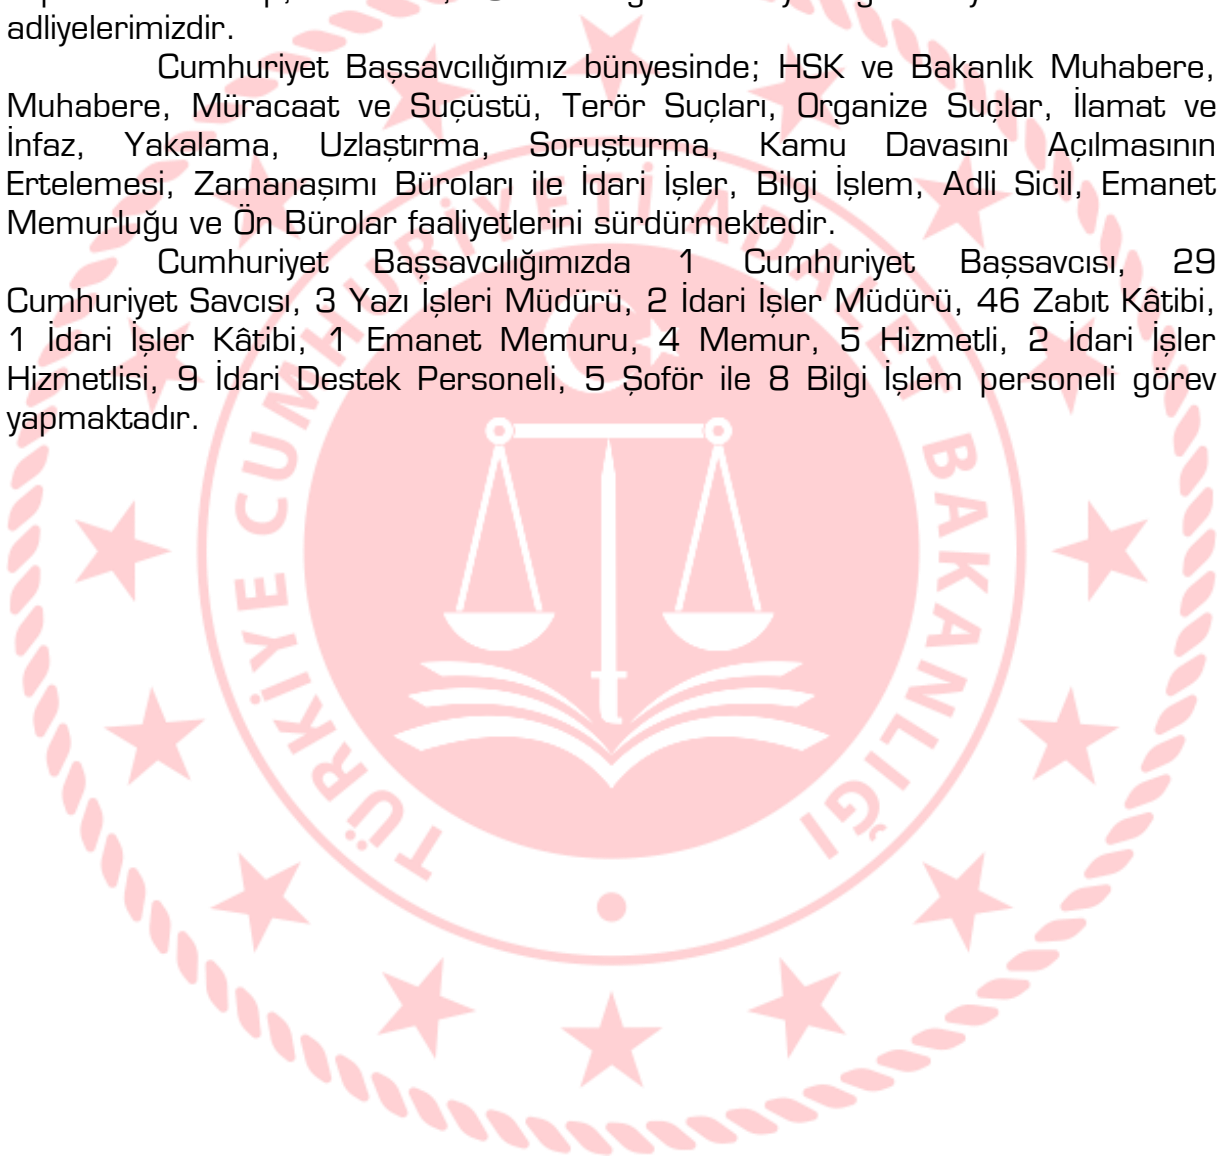 adliyelerimizdir.
Cumhuriyet Başsavcılığımız bünyesinde; HSK ve Bakanlık Muhabere,
Muhabere, Müracaat ve Suçüstü, Terör Suçları, Organize Suçlar, İlamat ve
İnfaz, Yakalama, Uzlaştırma, Soruşturma, Kamu Davasını Açılmasının
Ertelemesi, Zamanaşımı Büroları ile İdari İşler, Bilgi İşlem, Adli Sicil, Emanet
Memurluğu ve Ön Bürolar faaliyetlerini sürdürmektedir.
Cumhuriyet Başsavcılığımızda 1 Cumhuriyet Başsavcısı, 29
Cumhuriyet Savcısı, 3 Yazı İşleri Müdürü, 2 İdari İşler Müdürü, 46 Zabıt Kâtibi,
1 İdari İşler Kâtibi, 1 Emanet Memuru, 4 Memur, 5 Hizmetli, 2 İdari İşler
Hizmetlisi, 9 İdari Destek Personeli, 5 Şoför ile 8 Bilgi İşlem personeli görev
yapmaktadır.
TÜRKİYE CUMHURİYETİ ADALET BAKANLIĞI